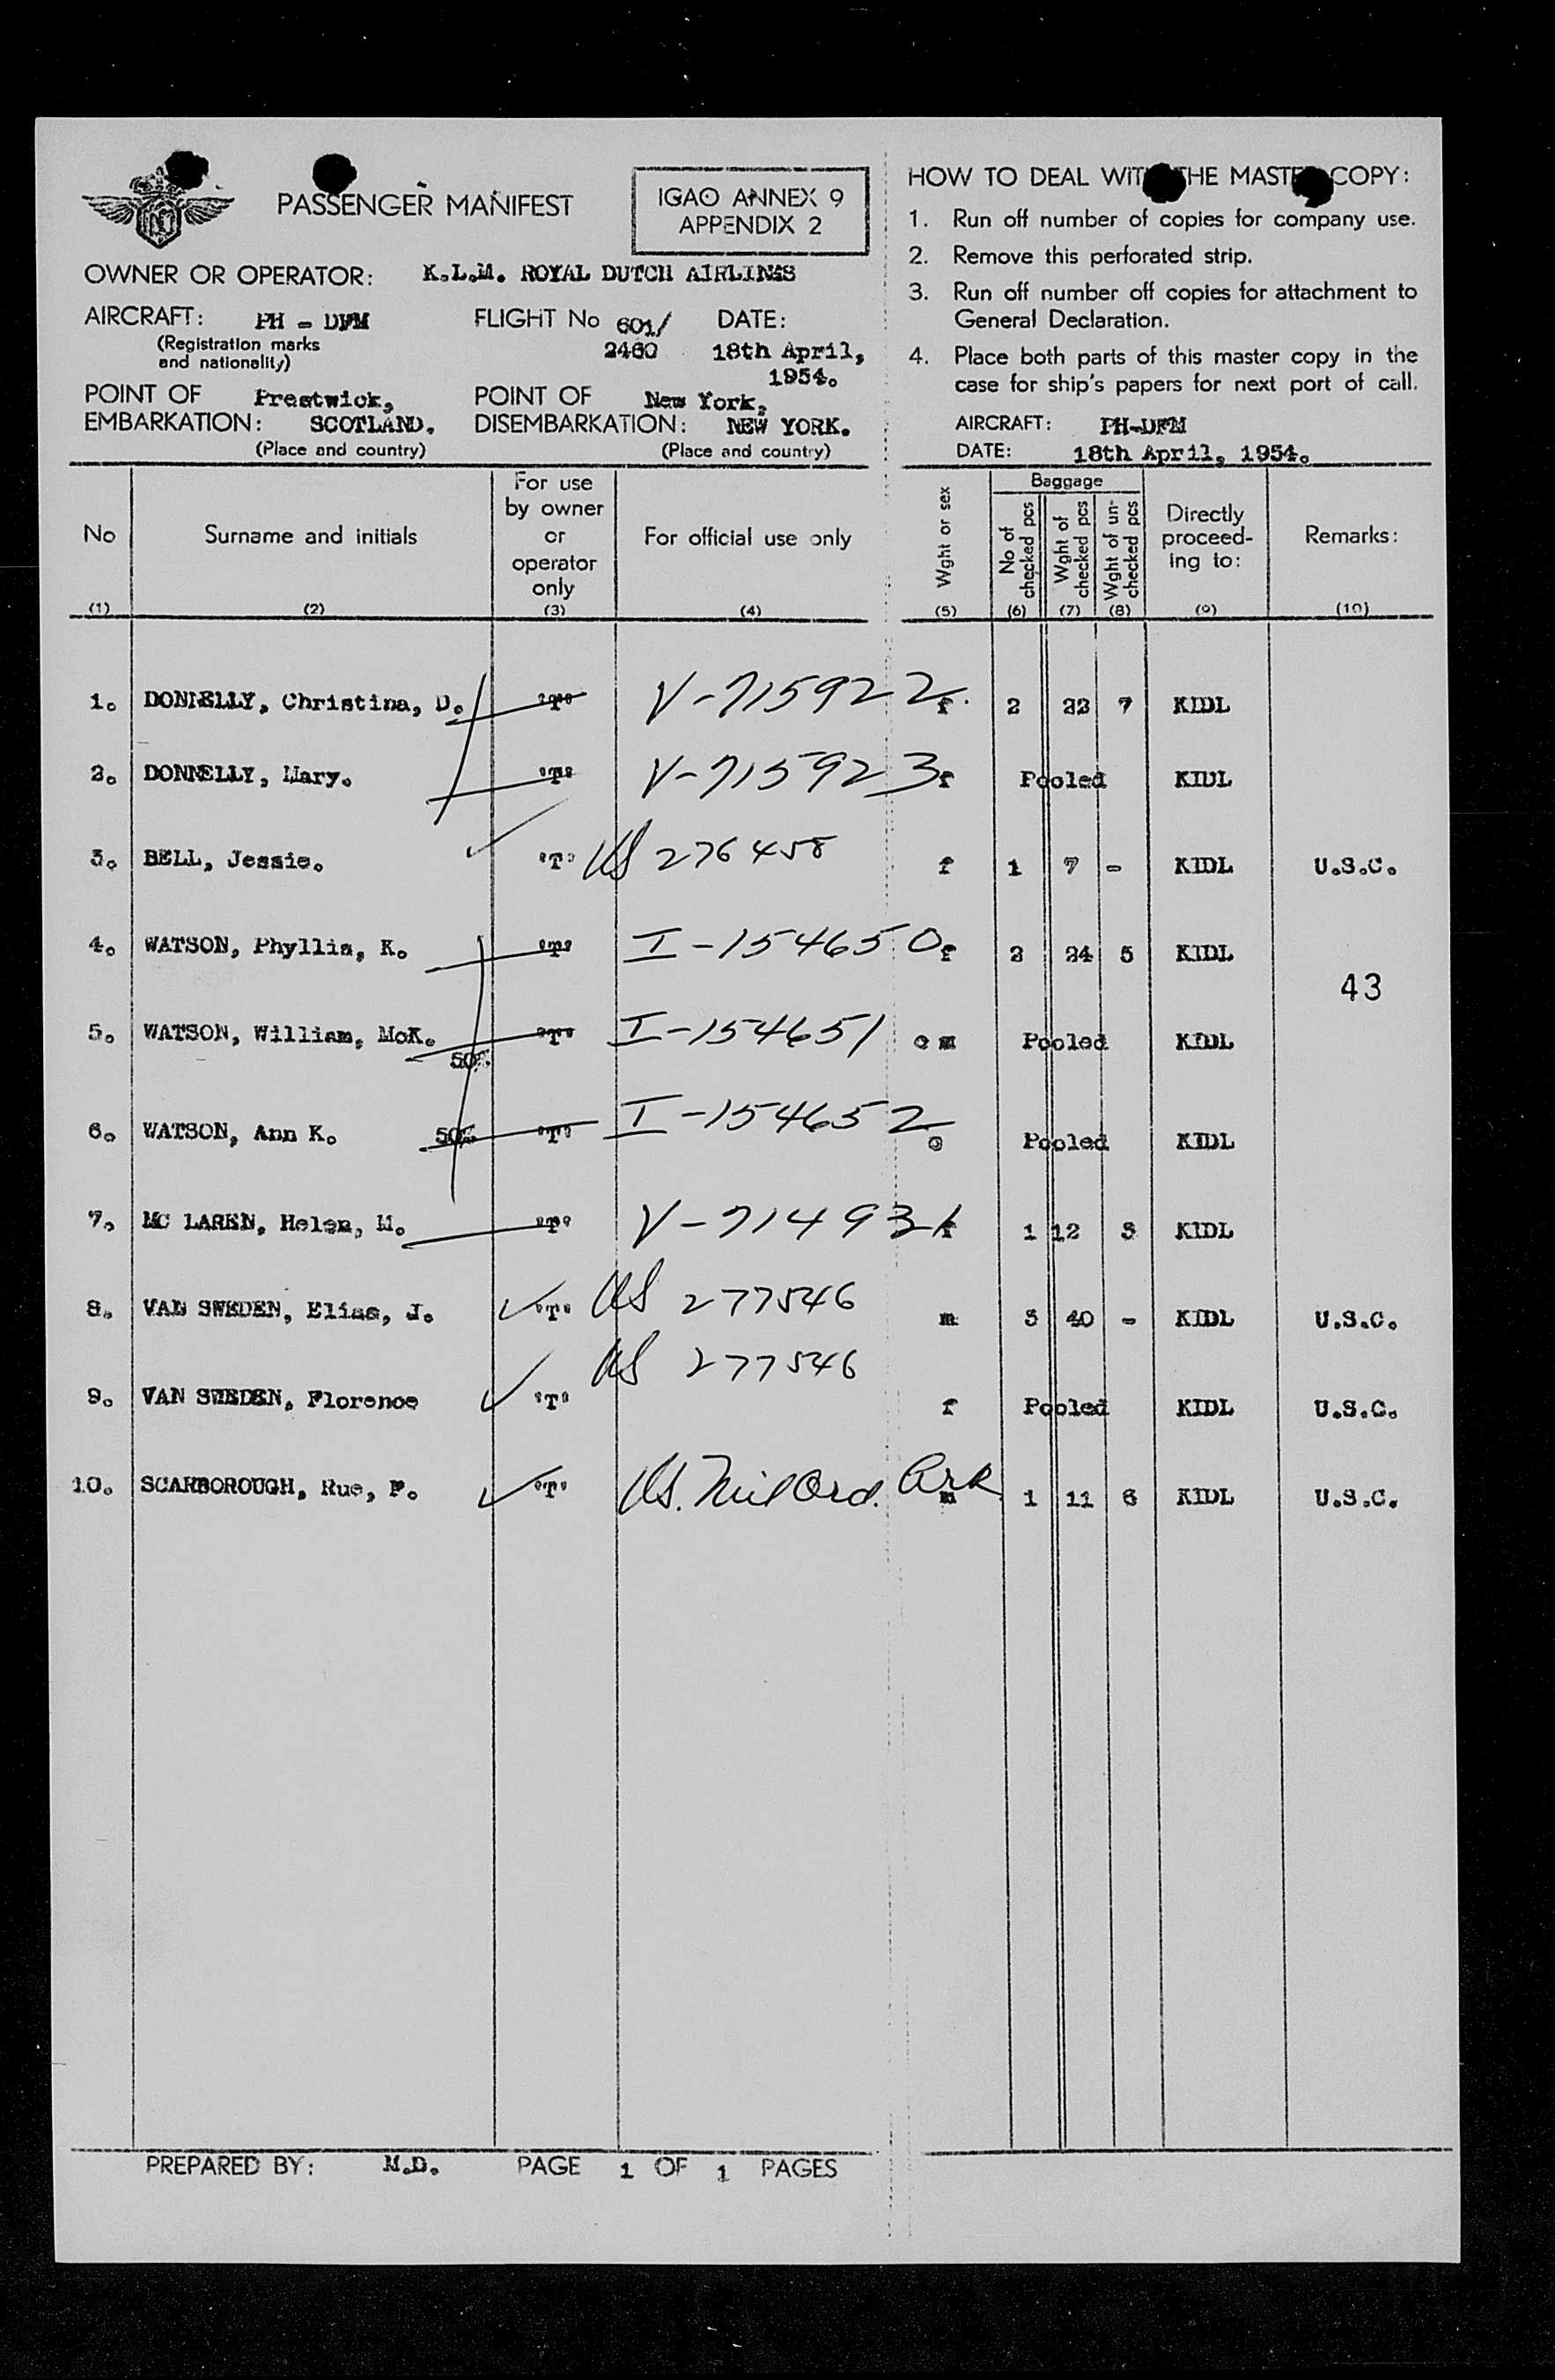 PASSENGER MANIFEST
ICAO ANNEX 9
APPENDIX 2
OWNER OR OPERATOR: K.L.M. ROYAL DUTCH AIRLINES
AIRCRAFT: PH - DFM FLIGHT No 601/ DATE:
(Registration marks and nationality) 2460 18th April, 1954.
POINT OF EMBARKATION: Prestwick, SCOTLAND.
(Place and country)
POINT OF DISEMBARKATION: New York, NEW YORK.
(Place and country)
HOW TO DEAL WITH THE MASTER COPY:
1. Run off number of copies for company use.
2. Remove this perforated strip.
3. Run off number off copies for attachment to
General Declaration.
4. Place both parts of this master copy in the
case for ship's papers for next port of call.
AIRCRAFT: PH-DFM
DATE: 18th April, 1954.
No Surname and initials For use by owner or operator only For official use only Wght or sex Baggage No of checked pcs Wght of checked pcs Wght of un-checked pcs Directly proceed-ing to: Remarks:
(1) (2) (3) (4) (5) (6) (7) (8) (9) (10)
1. DONNELLY, Christina, D. "T" V-715922 f 2 22 7 KIDL
2. DONNELLY, Mary. "T" V-715923 f Pooled KIDL
3. BELL, Jessie. "T" US 276458 f 1 7 - KIDL U.S.C.
4. WATSON, Phyllis, K. "T" I-154650 f 2 24 5 KIDL
43
5. WATSON, William, McK. "T" I-154651 c m Pooled KIDL
50%
6. WATSON, Ann K. 50% "T" I-154652 c Pooled KIDL
7. MC LAREN, Helen, M. "T" V-714931 f 1 12 3 KIDL
8. VAN SWEDEN, Elias, J. "T" US 277546 m 3 40 - KIDL U.S.C.
US 277546
9. VAN SWEDEN, Florence "T" f Pooled KIDL U.S.C.
10. SCARBOROUGH, Rue, F. "T" US. Mil Ord. Ark m 1 11 6 KIDL U.S.C.
PREPARED BY: M.D. PAGE 1 OF 1 PAGES